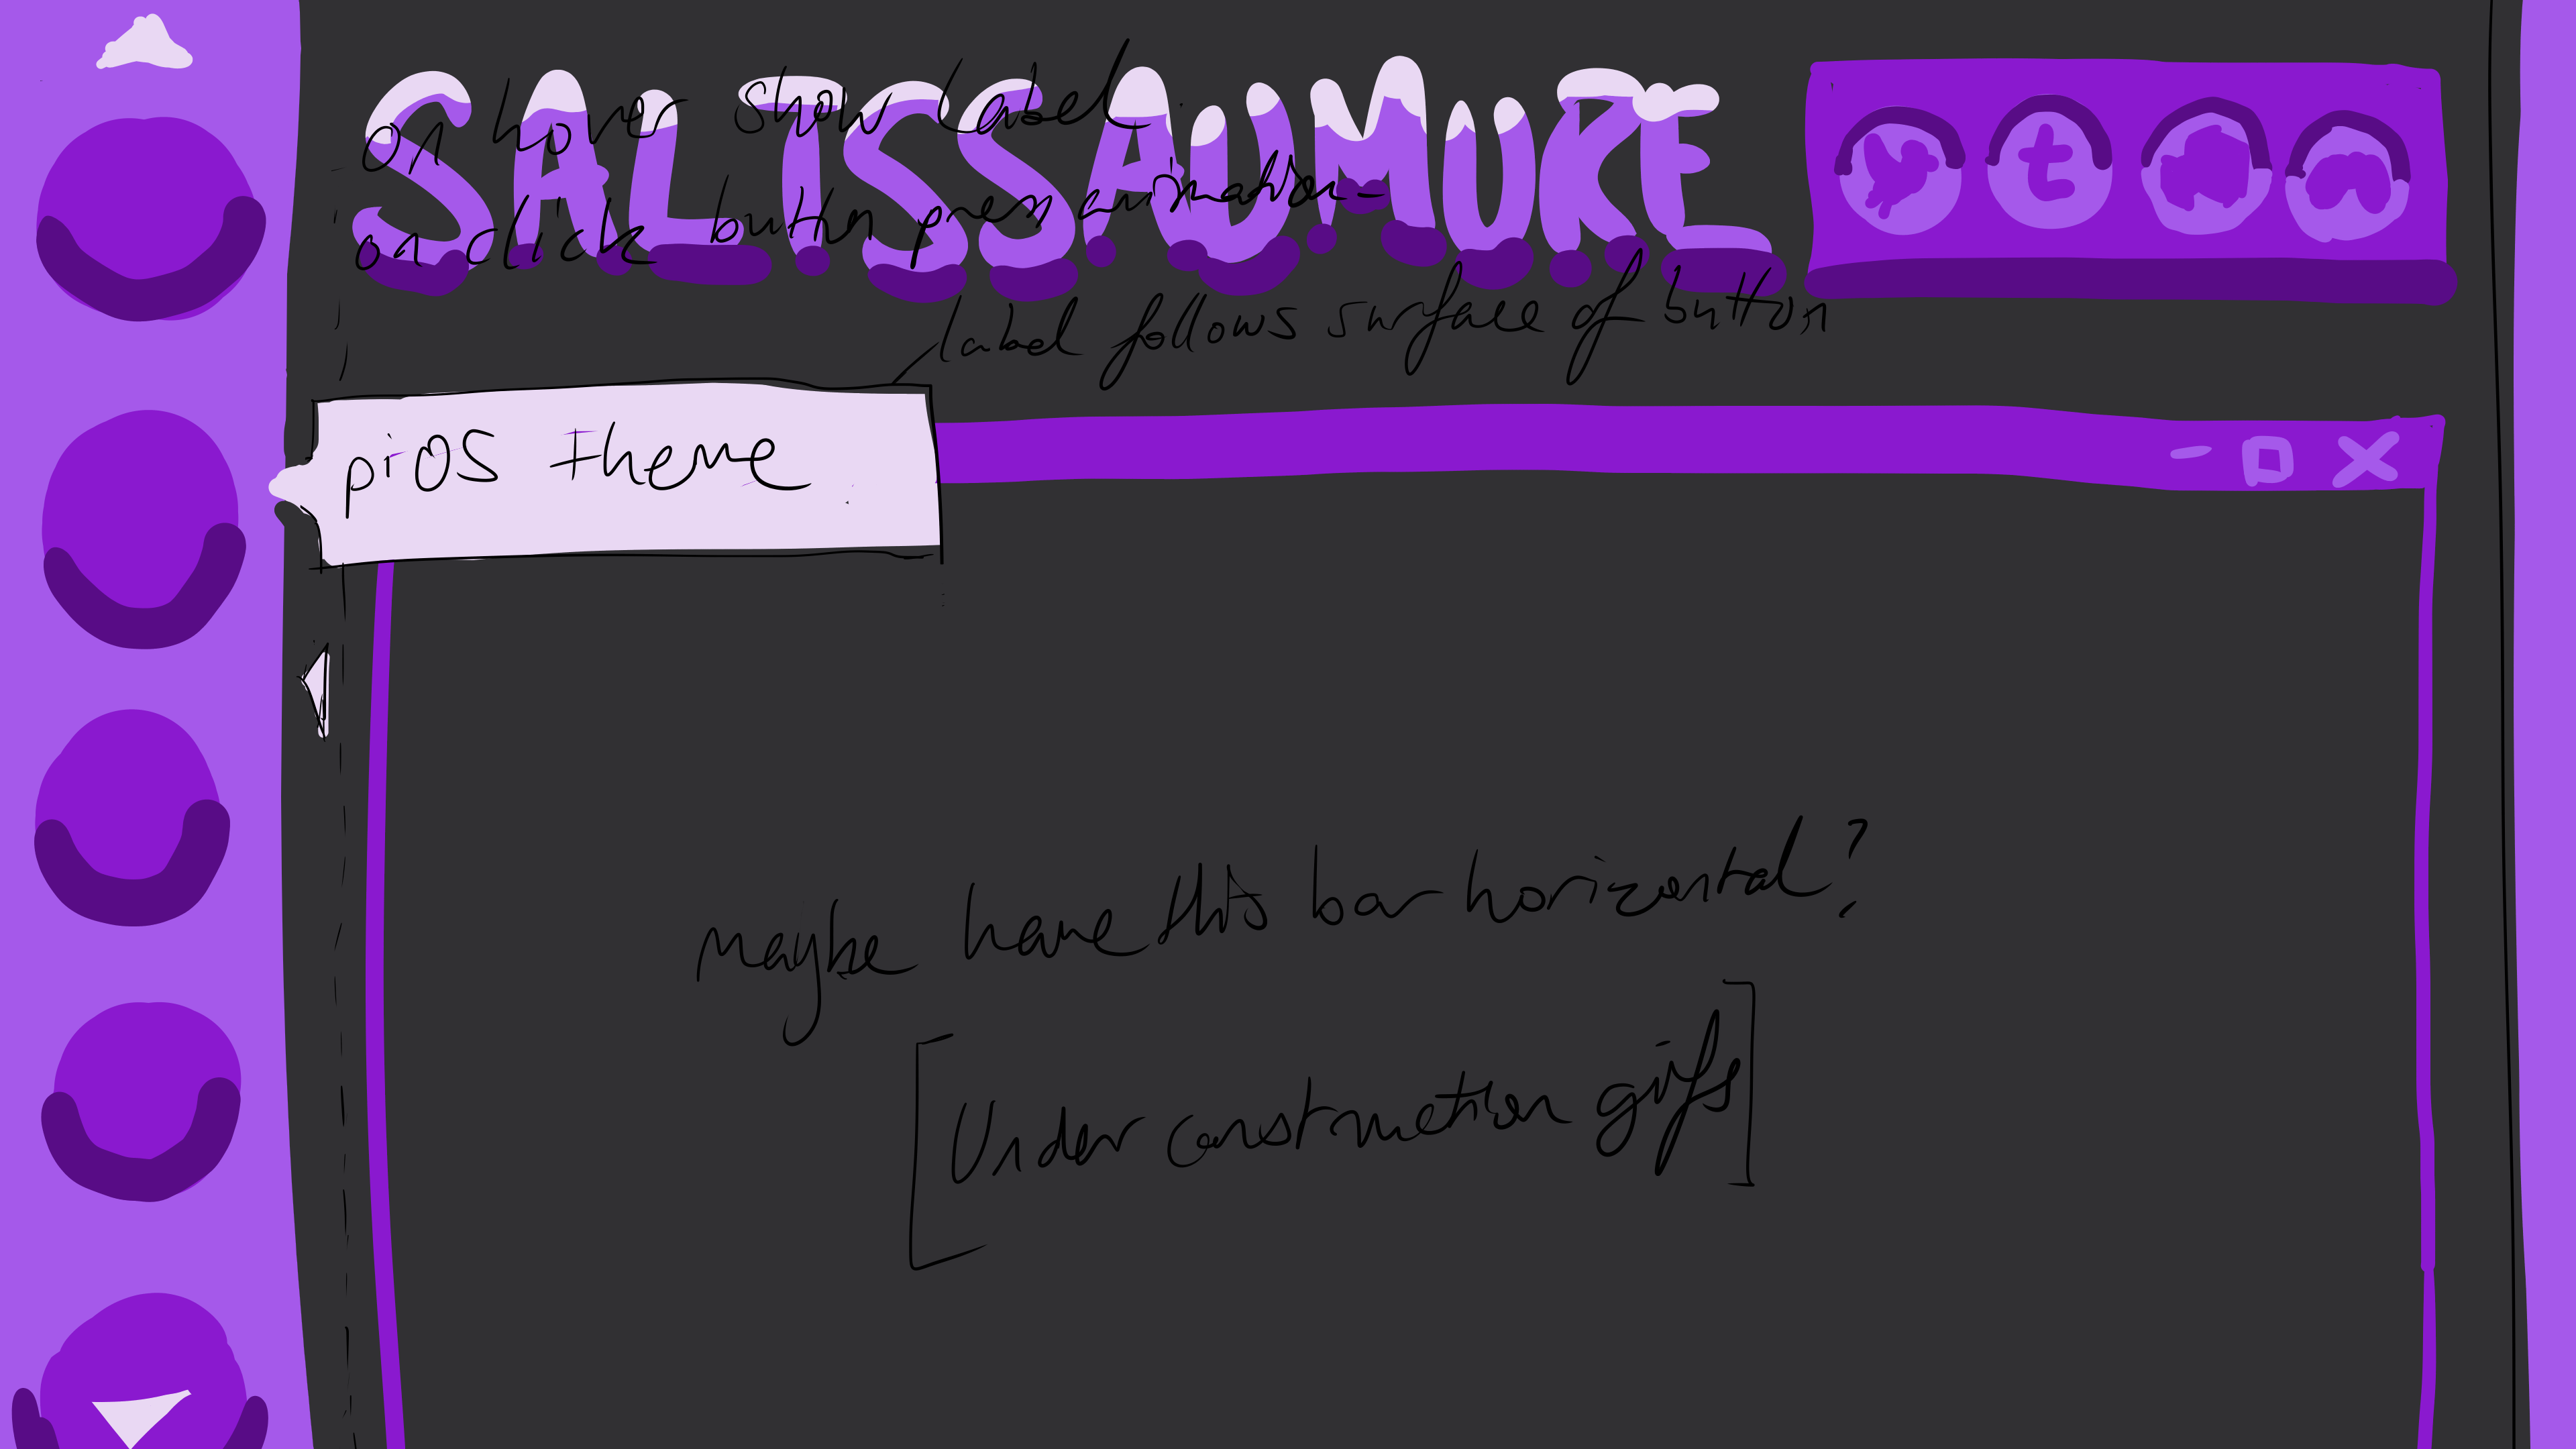 SALISSAUMURE
on hover show label
on click button press animation
label follows surface of button
t
piOS theme
maybe have this bar horizontal?
[Under construction gifs]